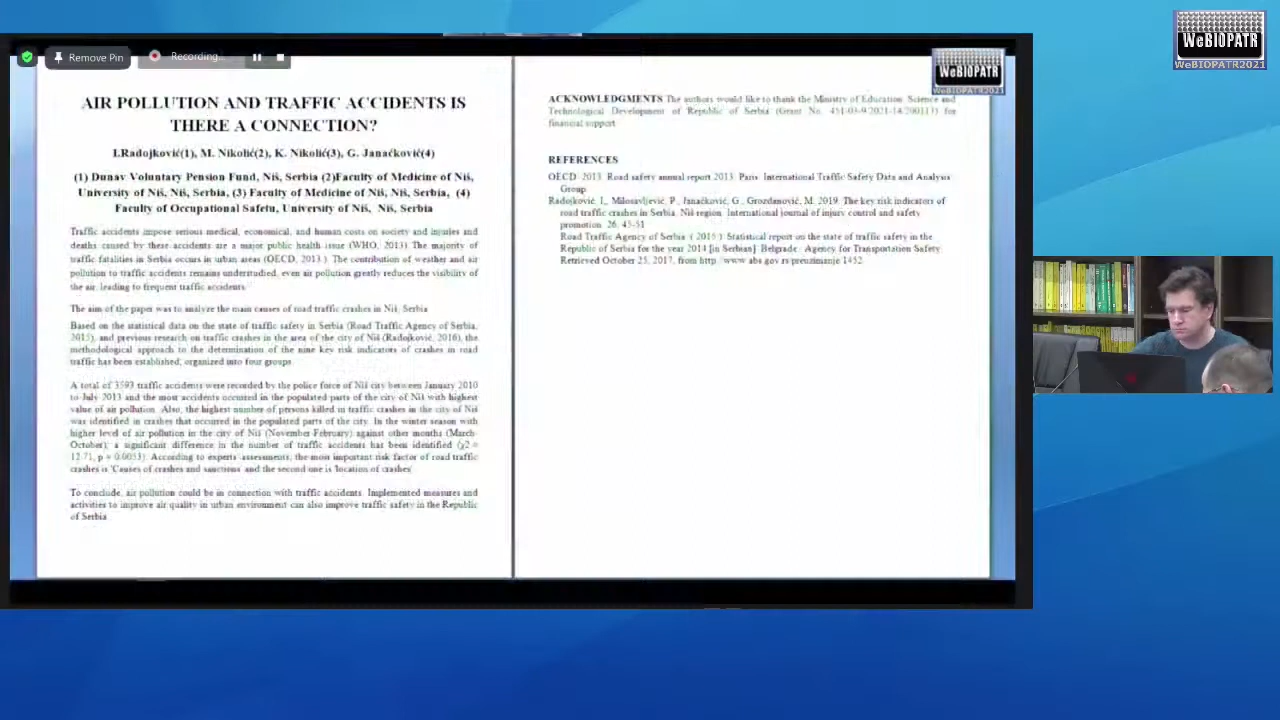 WeBIOPATR
WeBIOPATR2021
Remove Pin
Recording...
WeBIOPATR
WeBIOPATR2021
AIR POLLUTION AND TRAFFIC ACCIDENTS IS
THERE A CONNECTION?
I.Radojković(1), M. Nikolić(2), K. Nikolić(3), G. Janačković(4)
(1) Dunav Voluntary Pension Fund, Niš, Serbia (2)Faculty of Medicine of Niš,
University of Niš, Niš, Serbia, (3) Faculty of Medicine of Niš, Niš, Serbia, (4)
Faculty of Occupational Safetu, University of Niš, Niš, Serbia
Traffic accidents impose serious medical, economical, and human costs on society and injuries and
deaths caused by these accidents are a major public health issue (WHO, 2013). The majority of
traffic fatalities in Serbia occurs in urban areas (OECD, 2013.). The contribution of weather and air
pollution to traffic accidents remains understudied, even air pollution greatly reduces the visibility of
the air, leading to frequent traffic accidents.
The aim of the paper was to analyze the main causes of road traffic crashes in Niš, Serbia
Based on the statistical data on the state of traffic safety in Serbia (Road Traffic Agency of Serbia,
2015), and previous research on traffic crashes in the area of the city of Niš (Radojković, 2016), the
methodological approach to the determination of the nine key risk indicators of crashes in road
traffic has been established, organized into four groups.
A total of 3593 traffic accidents were recorded by the police force of Niš city between January 2010
to July 2013 and the most accidents occurred in the populated parts of the city of Niš with highest
value of air pollution. Also, the highest number of persons killed in traffic crashes in the city of Niš
was identified in crashes that occurred in the populated parts of the city. In the winter season with
higher level of air pollution in the city of Niš (November-February) against other months (March-
October), a significant difference in the number of traffic accidents has been identified (χ2 =
12.71, p = 0.0053). According to experts' assessments, the most important risk factor of road traffic
crashes is 'Causes of crashes and sanctions' and the second one is 'location of crashes'
To conclude, air pollution could be in connection with traffic accidents. Implemented measures and
activities to improve air quality in urban environment can also improve traffic safety in the Republic
of Serbia
ACKNOWLEDGMENTS The authors would like to thank the Ministry of Education, Science and
Technological Development of Republic of Serbia (Grant No. 451-03-9/2021-14/200113) for
financial support.
REFERENCES
OECD. 2013. Road safety annual report 2013. Paris: International Traffic Safety Data and Analysis
Group.
Radojković, I., Milosavljević, P., Janačković, G., Grozdanović, M. 2019. The key risk indicators of
road traffic crashes in Serbia, Niš region. International journal of injury control and safety
promotion. 26, 45-51
Road Traffic Agency of Serbia. ( 2015.). Statistical report on the state of traffic safety in the
Republic of Serbia for the year 2014 [in Serbian]. Belgrade: Agency for Transportation Safety.
Retrieved October 25, 2017, from http://www.abs.gov.rs/preuzimanje/1452